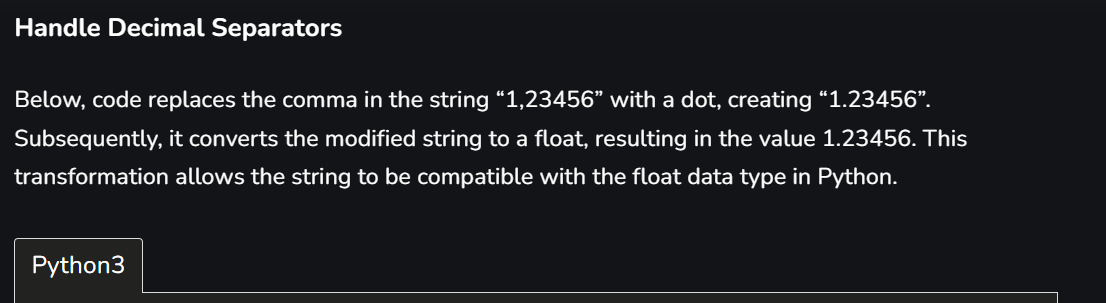 Handle Decimal Separators
Below, code replaces the comma in the string “1,23456” with a dot, creating “1.23456”.
Subsequently, it converts the modified string to a float, resulting in the value 1.23456. This
transformation allows the string to be compatible with the float data type in Python.
Python3